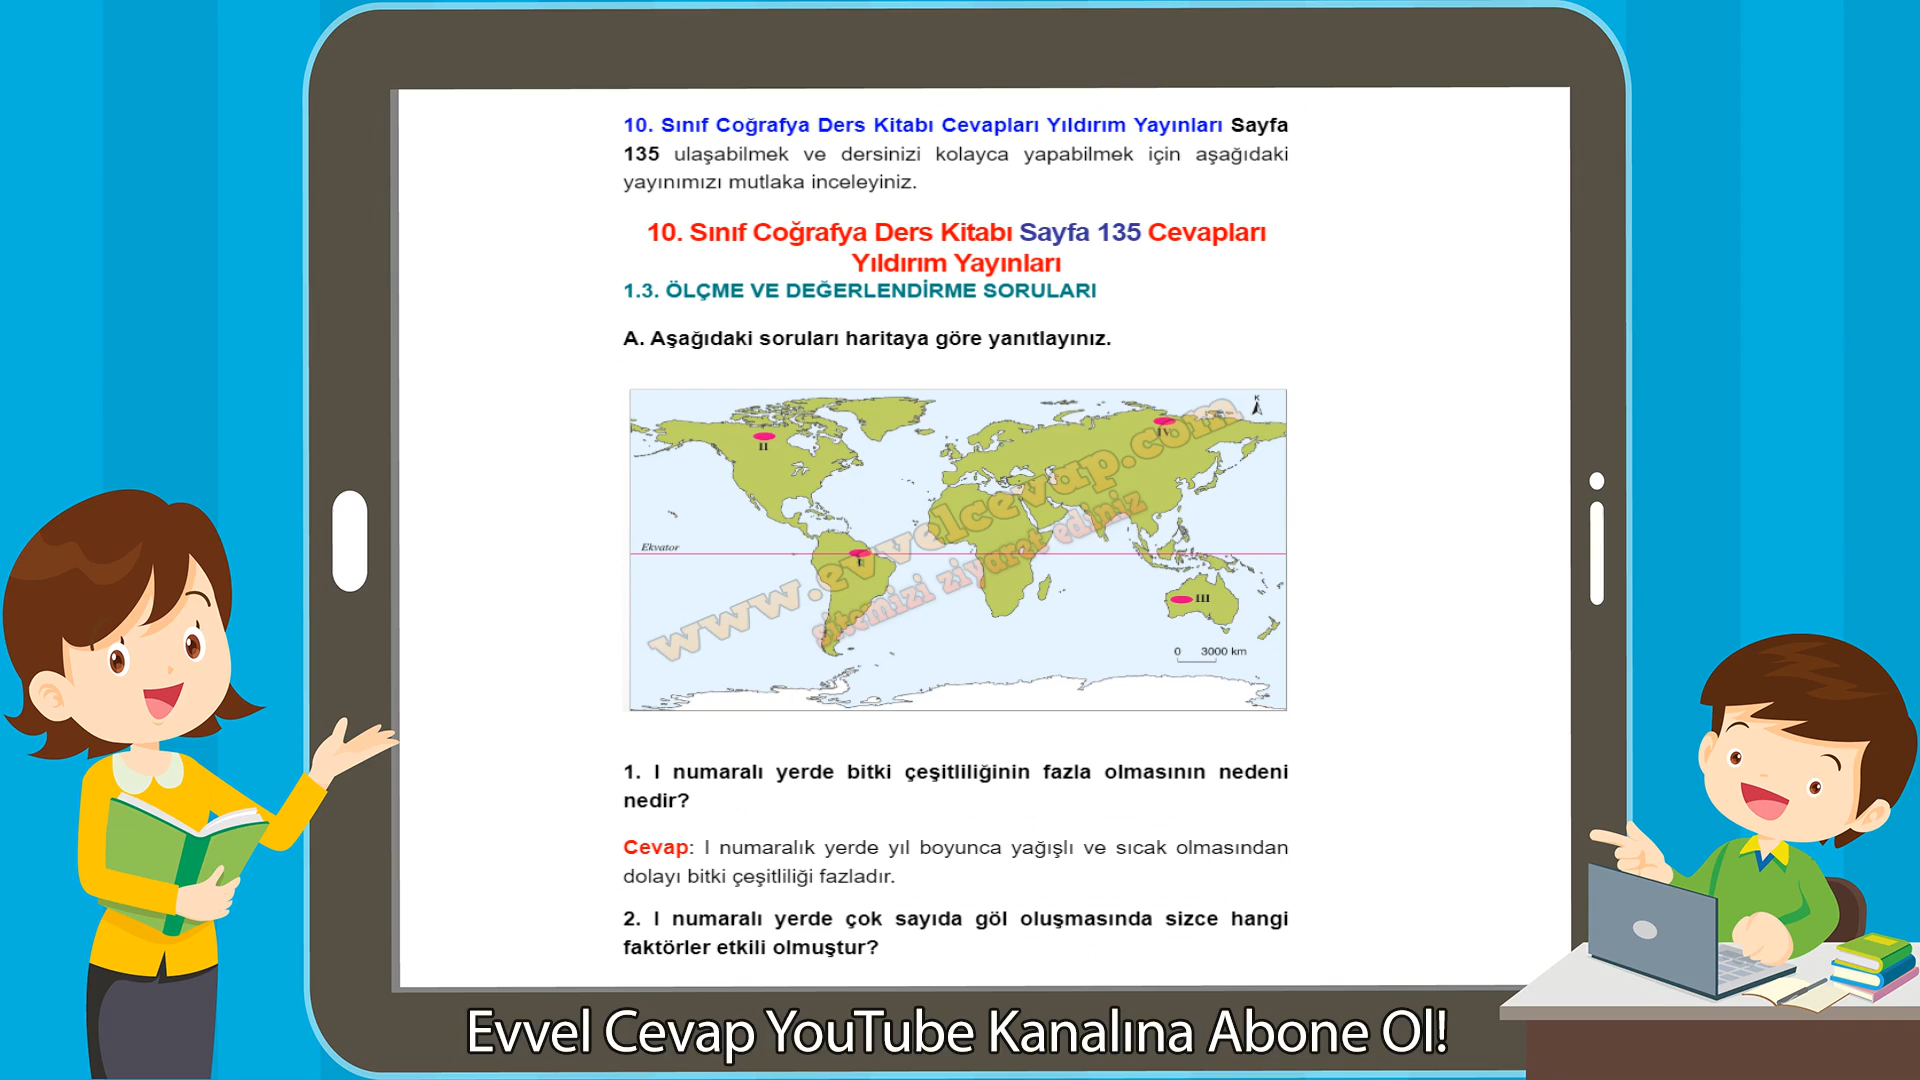 10. Sınıf Coğrafya Ders Kitabı Cevapları Yıldırım Yayınları Sayfa
135 ulaşabilmek ve dersinizi kolayca yapabilmek için aşağıdaki
yayınımızı mutlaka inceleyiniz.
10. Sınıf Coğrafya Ders Kitabı Sayfa 135 Cevapları
Yıldırım Yayınları
1.3. ÖLÇME VE DEĞERLENDİRME SORULARI
A. Aşağıdaki soruları haritaya göre yanıtlayınız.
K
II
IV
www.evvelcevap.com
sitemizi ziyaret ediniz
Ekvator
I
III
0 3000 km
1. I numaralı yerde bitki çeşitliliğinin fazla olmasının nedeni
nedir?
Cevap: I numaralık yerde yıl boyunca yağışlı ve sıcak olmasından
dolayı bitki çeşitliliği fazladır.
2. I numaralı yerde çok sayıda göl oluşmasında sizce hangi
faktörler etkili olmuştur?
Evvel Cevap YouTube Kanalına Abone Ol!